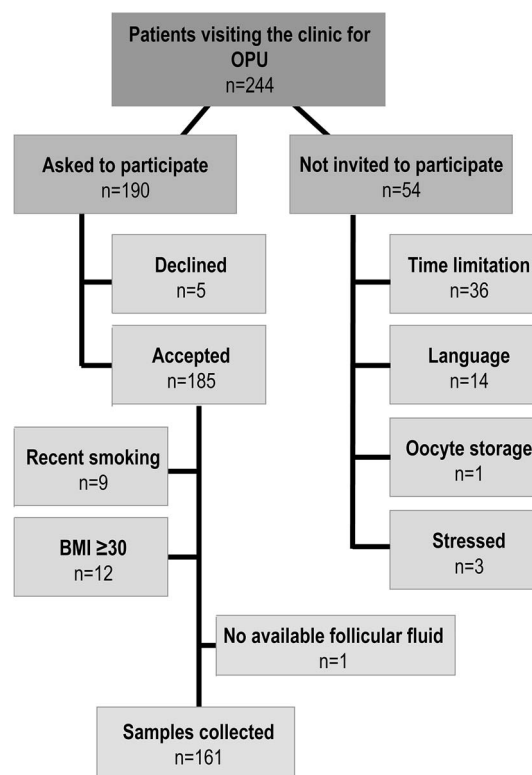 Patients visiting the clinic for
OPU
n=244
Asked to participate
n=190
Not invited to participate
n=54
Declined
n=5
Accepted
n=185
Time limitation
n=36
Language
n=14
Oocyte storage
n=1
Stressed
n=3
Recent smoking
n=9
BMI ≥30
n=12
No available follicular fluid
n=1
Samples collected
n=161